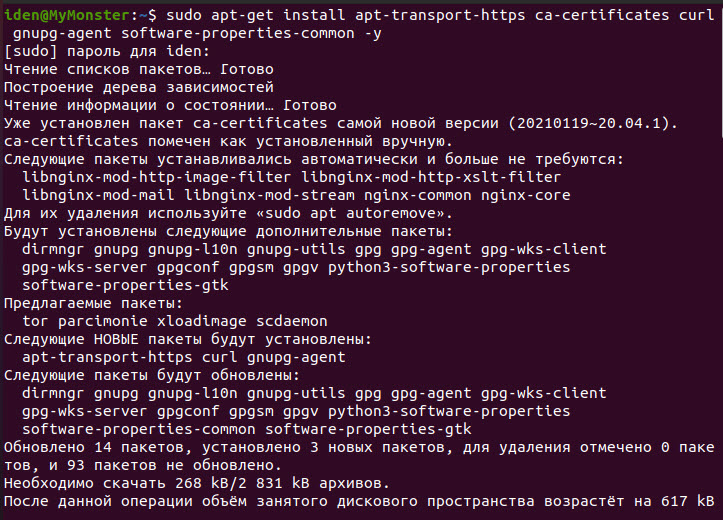 iden@MyMonster:~$ sudo apt-get install apt-transport-https ca-certificates curl
gnupg-agent software-properties-common -y
[sudo] пароль для iden:
Чтение списков пакетов… Готово
Построение дерева зависимостей
Чтение информации о состоянии… Готово
Уже установлен пакет ca-certificates самой новой версии (20210119~20.04.1).
ca-certificates помечен как установленный вручную.
Следующие пакеты устанавливались автоматически и больше не требуются:
libnginx-mod-http-image-filter libnginx-mod-http-xslt-filter
libnginx-mod-mail libnginx-mod-stream nginx-common nginx-core
Для их удаления используйте «sudo apt autoremove».
Будут установлены следующие дополнительные пакеты:
dirmngr gnupg gnupg-l10n gnupg-utils gpg gpg-agent gpg-wks-client
gpg-wks-server gpgconf gpgsm gpgv python3-software-properties
software-properties-gtk
Предлагаемые пакеты:
tor parcimonie xloadimage scdaemon
Следующие НОВЫЕ пакеты будут установлены:
apt-transport-https curl gnupg-agent
Следующие пакеты будут обновлены:
dirmngr gnupg gnupg-l10n gnupg-utils gpg gpg-agent gpg-wks-client
gpg-wks-server gpgconf gpgsm gpgv python3-software-properties
software-properties-common software-properties-gtk
Обновлено 14 пакетов, установлено 3 новых пакетов, для удаления отмечено 0 паке
тов, и 93 пакетов не обновлено.
Необходимо скачать 268 kB/2 831 kB архивов.
После данной операции объём занятого дискового пространства возрастёт на 617 kB